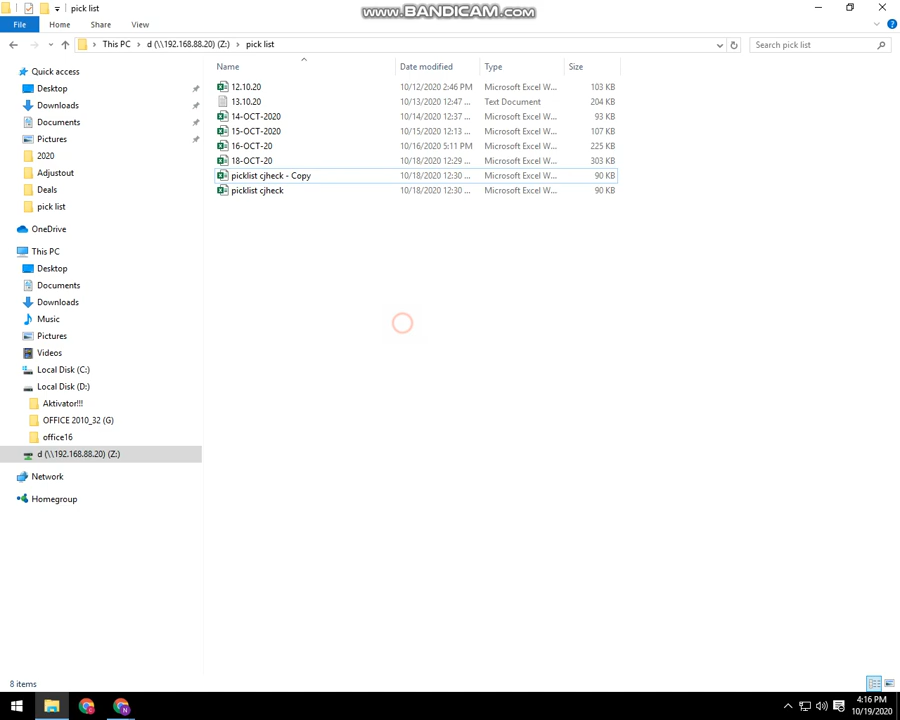 pick list
www.BANDICAM.com
File Home Share View
This PC d (\\192.168.88.20) (Z:) pick list
Search pick list
Name Date modified Type Size
12.10.20 10/12/2020 2:46 PM Microsoft Excel W... 103 KB
13.10.20 10/13/2020 12:47 ... Text Document 204 KB
14-OCT-2020 10/14/2020 12:37 ... Microsoft Excel W... 93 KB
15-OCT-2020 10/15/2020 12:13 ... Microsoft Excel W... 107 KB
16-OCT-20 10/16/2020 5:11 PM Microsoft Excel W... 225 KB
18-OCT-20 10/18/2020 12:29 ... Microsoft Excel W... 303 KB
picklist cjheck - Copy 10/18/2020 12:30 ... Microsoft Excel W... 90 KB
picklist cjheck 10/18/2020 12:30 ... Microsoft Excel W... 90 KB
Quick access
Desktop
Downloads
Documents
Pictures
2020
Adjustout
Deals
pick list
OneDrive
This PC
Desktop
Documents
Downloads
Music
Pictures
Videos
Local Disk (C:)
Local Disk (D:)
Aktivator!!!
OFFICE 2010_32 (G)
office16
d (\\192.168.88.20) (Z:)
Network
Homegroup
8 items
4:16 PM
10/19/2020